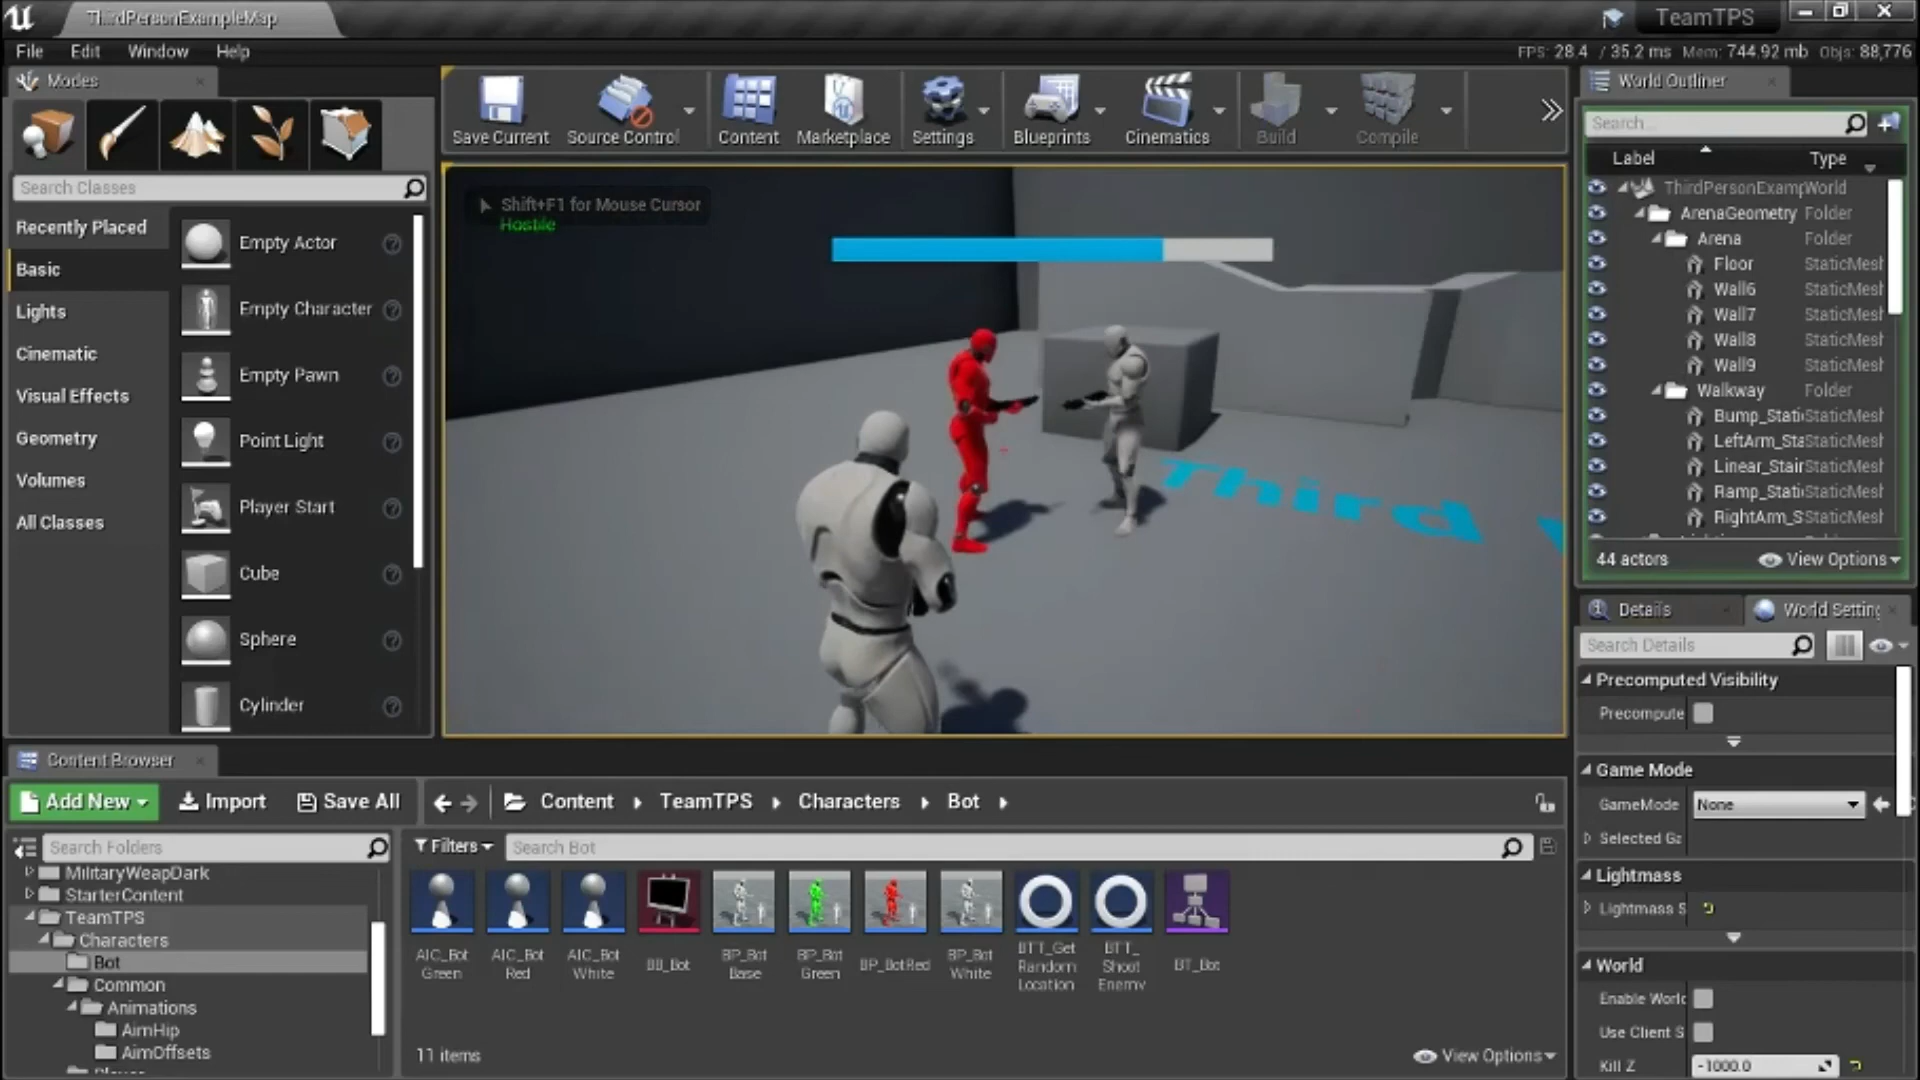 ThirdPersonExampleMap
TeamTPS
File Edit Window Help
FPS: 28.4 / 35.2 ms Mem: 744.92 mb Objs: 88,776
Modes
Search Classes
Recently Placed
Basic
Lights
Cinematic
Visual Effects
Geometry
Volumes
All Classes
Empty Actor
Empty Character
Empty Pawn
Point Light
Player Start
Cube
Sphere
Cylinder
Save Current
Source Control
Content
Marketplace
Settings
Blueprints
Cinematics
Build
Compile
Shift+F1 for Mouse Cursor
Hostile
Third
World Outliner
Search...
Label Type
ThirdPersonExamp World
ArenaGeometry Folder
Arena Folder
Floor StaticMesh
Wall6 StaticMesh
Wall7 StaticMesh
Wall8 StaticMesh
Wall9 StaticMesh
Walkway Folder
Bump_Stati StaticMesh
LeftArm_Sta StaticMesh
Linear_Stair StaticMesh
Ramp_Stati StaticMesh
RightArm_S StaticMesh
44 actors View Options
Details World Setting
Search Details
Precomputed Visibility
Precompute
Game Mode
GameMode None
Selected Ga
Lightmass
Lightmass S
World
Enable World
Use Client S
Kill Z -1000.0
Content Browser
Add New Import Save All
Content TeamTPS Characters Bot
Search Folders
Filters Search Bot
MilitaryWeapDark
StarterContent
TeamTPS
Characters
Bot
Common
Animations
AimHip
AimOffsets
AIC_Bot
Green
AIC_Bot
Red
AIC_Bot
White
BB_Bot
BP_Bot
Base
BP_Bot
Green
BP_BotRed
BP_Bot
White
BTT_Get
Random
Location
BTT_
Shoot
Enemy
BT_Bot
11 items View Options